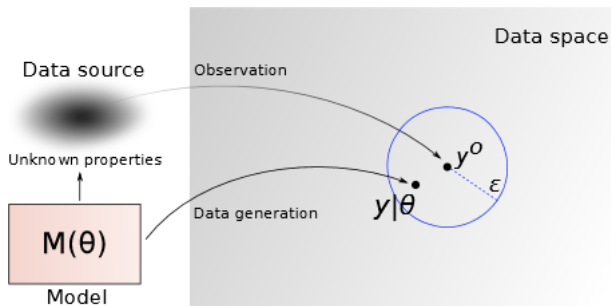 Data space
Data source
Observation
Unknown properties
y^o
ε
y|θ
Data generation
M(θ)
Model